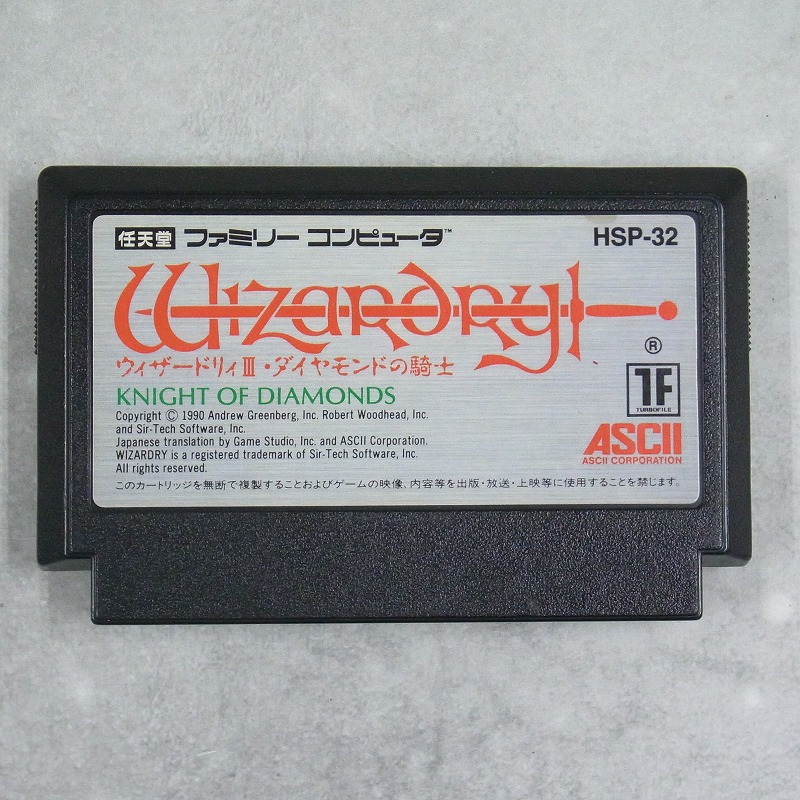 任天堂 ファミリーコンピュータ™ HSP-32
Wizardry
®
ウィザードリィIII・ダイヤモンドの騎士
KNIGHT OF DIAMONDS
Copyright © 1990 Andrew Greenberg, Inc. Robert Woodhead, Inc.
and Sir-Tech Software, Inc.
Japanese translation by Game Studio, Inc. and ASCII Corporation.
WIZARDRY is a registered trademark of Sir-Tech Software, Inc.
All rights reserved.
TF
TURBOFILE
ASCII
ASCII CORPORATION
このカートリッジを無断で複製することおよびゲームの映像、内容等を出版・放送・上映等に使用することを禁じます。